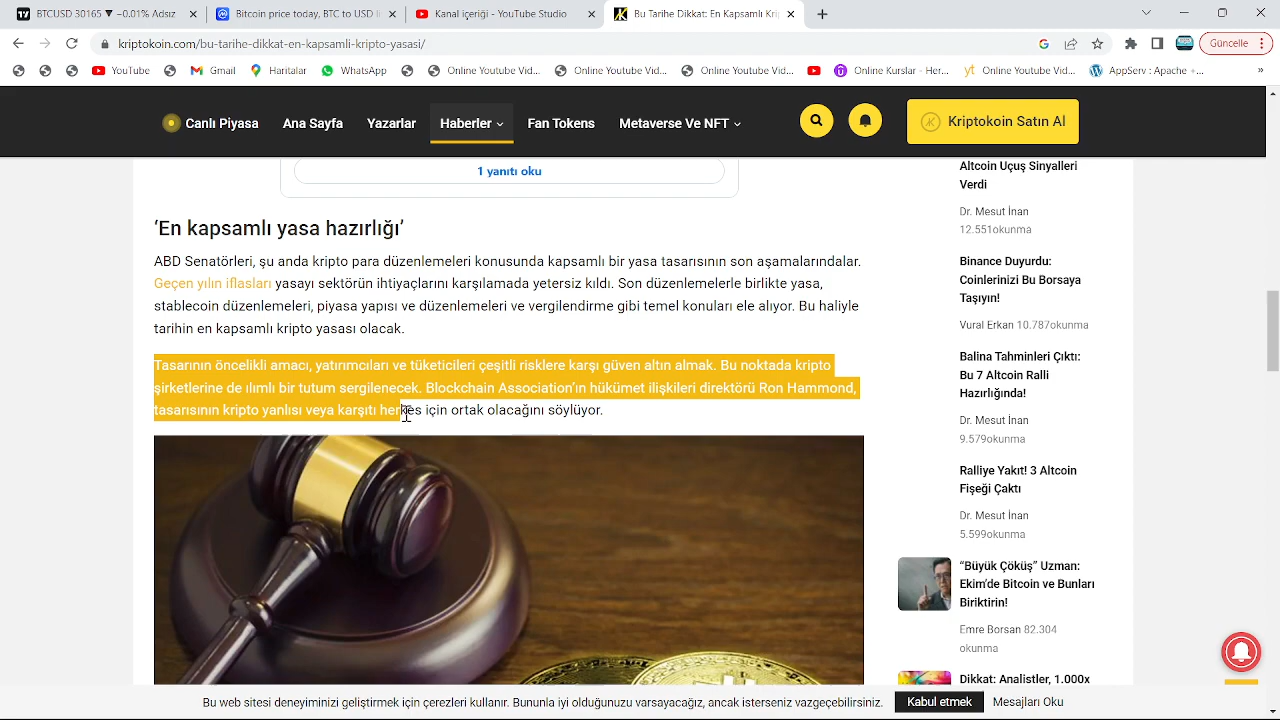 BTCUSD 30115 ▼ −0.01% Adsız
Bitcoin price today, BTC to USD li
Kanal içeriği - YouTube Studio
Bu Tarihe Dikkat: En Kapsamlı Kri
kriptokoin.com/bu-tarihe-dikkat-en-kapsamli-kripto-yasasi/
Güncelle
YouTube
Gmail
Haritalar
WhatsApp
Online Youtube Vid...
Online Youtube Vid...
Online Youtube Vid...
Online Kurslar - Her...
yt Online Youtube Vid...
AppServ : Apache +...
»
Canlı Piyasa
Ana Sayfa
Yazarlar
Haberler
Fan Tokens
Metaverse Ve NFT
Kriptokoin Satın Al
1 yanıtı oku
‘En kapsamlı yasa hazırlığı’
ABD Senatörleri, şu anda kripto para düzenlemeleri konusunda kapsamlı bir yasa tasarısının son aşamalarındalar.
Geçen yılın iflasları yasayı sektörün ihtiyaçlarını karşılamada yetersiz kıldı. Son düzenlemelerle birlikte yasa,
stablecoin düzenlemeleri, piyasa yapısı ve düzenlemeleri ve vergilendirme gibi temel konuları ele alıyor. Bu haliyle
tarihin en kapsamlı kripto yasası olacak.
Tasarının öncelikli amacı, yatırımcıları ve tüketicileri çeşitli risklere karşı güven altın almak. Bu noktada kripto
şirketlerine de ılımlı bir tutum sergilenecek. Blockchain Association’ın hükümet ilişkileri direktörü Ron Hammond,
tasarısının kripto yanlısı veya karşıtı herkes için ortak olacağını söylüyor.
Altcoin Uçuş Sinyalleri
Verdi
Dr. Mesut İnan
12.551okunma
Binance Duyurdu:
Coinlerinizi Bu Borsaya
Taşıyın!
Vural Erkan 10.787okunma
Balina Tahminleri Çıktı:
Bu 7 Altcoin Ralli
Hazırlığında!
Dr. Mesut İnan
9.579okunma
Ralliye Yakıt! 3 Altcoin
Fişeği Çaktı
Dr. Mesut İnan
5.599okunma
“Büyük Çöküş” Uzman:
Ekim’de Bitcoin ve Bunları
Biriktirin!
Emre Borsan 82.304
okunma
Dikkat: Analistler, 1.000x
Bolxcoin deneyiminizi geliştirmek için çerezleri kullanır. Bununla iyi olduğunuzu varsayacağız, ancak isterseniz vazgeçebilirsiniz.
Kabul etmek
Mesajları Oku